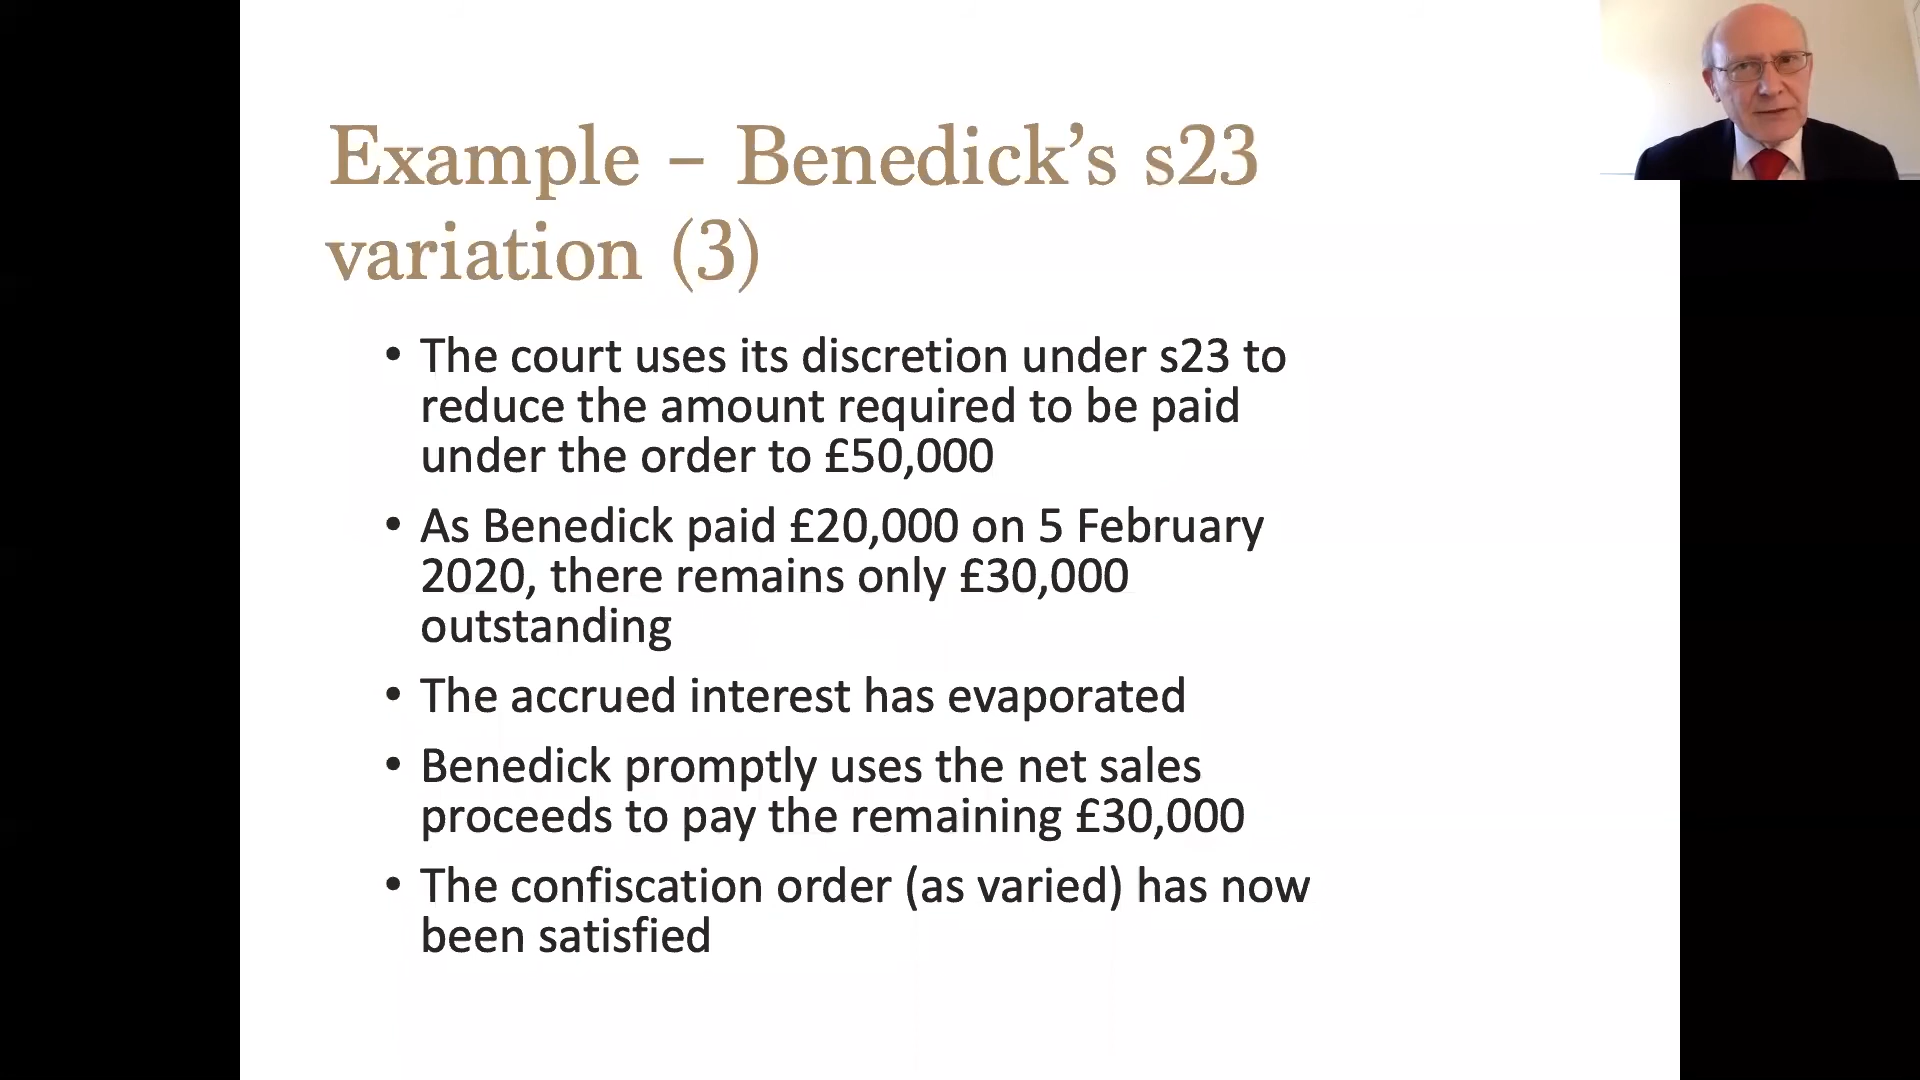 Example – Benedick’s s23
variation (3)
• The court uses its discretion under s23 to
reduce the amount required to be paid
under the order to £50,000
• As Benedick paid £20,000 on 5 February
2020, there remains only £30,000
outstanding
• The accrued interest has evaporated
• Benedick promptly uses the net sales
proceeds to pay the remaining £30,000
• The confiscation order (as varied) has now
been satisfied